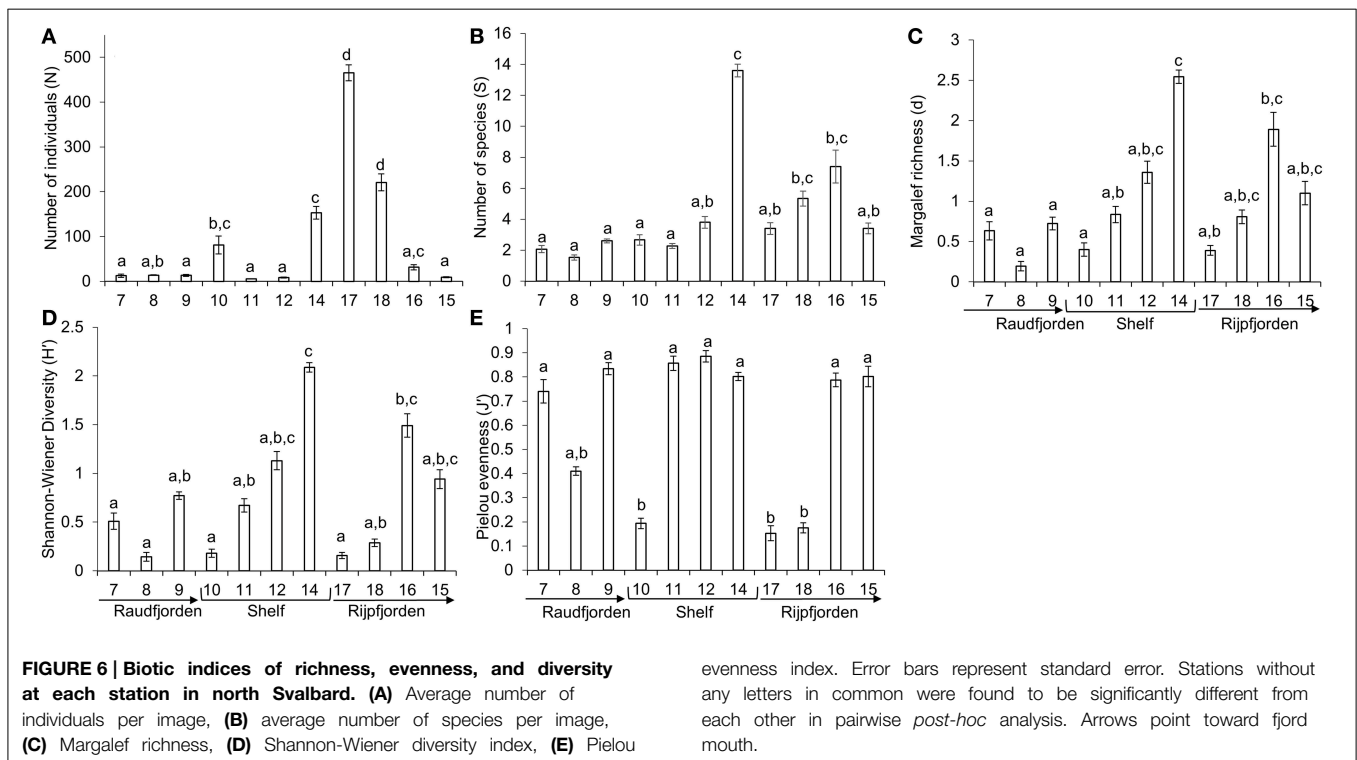 A
Number of individuals (N)
500
400
300
200
100
0
a
a,b
a
b,c
a
a
c
d
d
a,c
a
7 8 9 10 11 12 14 17 18 16 15
B
Number of species (S)
16
14
12
10
8
6
4
2
0
a
a
a
a
a
a,b
c
a,b
b,c
b,c
a,b
7 8 9 10 11 12 14 17 18 16 15
C
Margalef richness (d)
3
2.5
2
1.5
1
0.5
0
a
a
a
a
a,b
a,b,c
c
a,b
a,b,c
b,c
a,b,c
7 8 9 10 11 12 14 17 18 16 15
Raudfjorden Shelf Rijpfjorden
D
Shannon-Wiener Diversity (H')
2.5
2
1.5
1
0.5
0
a
a
a,b
a
a,b
a,b,c
c
a
a,b
b,c
a,b,c
7 8 9 10 11 12 14 17 18 16 15
Raudfjorden Shelf Rijpfjorden
E
Pielou evenness (J')
1
0.9
0.8
0.7
0.6
0.5
0.4
0.3
0.2
0.1
0
a
a,b
a
b
a
a
a
b
b
a
a
7 8 9 10 11 12 14 17 18 16 15
Raudfjorden Shelf Rijpfjorden
FIGURE 6 | Biotic indices of richness, evenness, and diversity
at each station in north Svalbard. (A) Average number of
individuals per image, (B) average number of species per image,
(C) Margalef richness, (D) Shannon-Wiener diversity index, (E) Pielou
evenness index. Error bars represent standard error. Stations without
any letters in common were found to be significantly different from
each other in pairwise post-hoc analysis. Arrows point toward fjord
mouth.